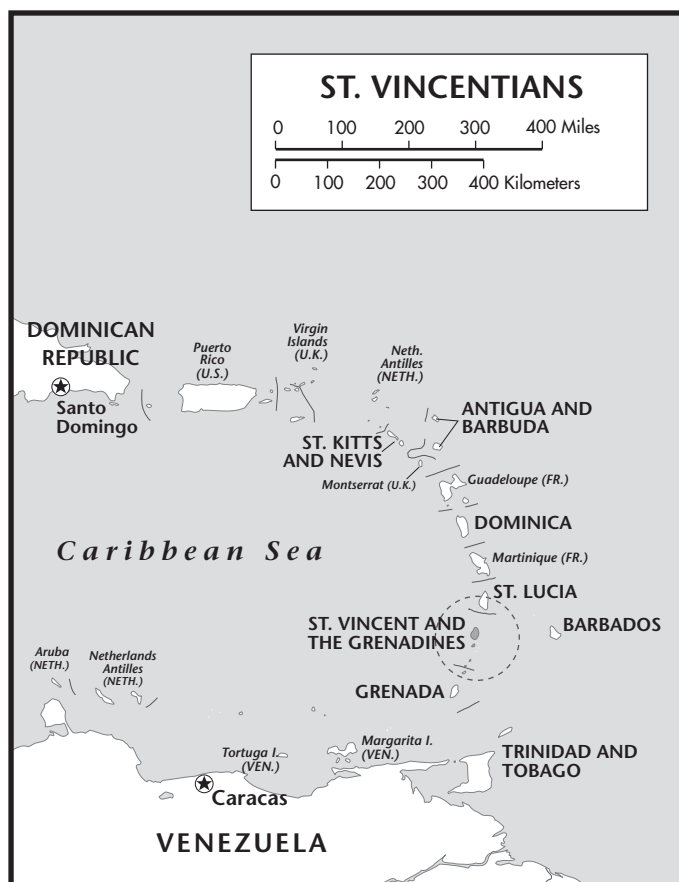 ST. VINCENTIANS
0 100 200 300 400 Miles
0 100 200 300 400 Kilometers
DOMINICAN
REPUBLIC
Santo
Domingo
Puerto
Rico
(U.S.)
Virgin
Islands
(U.K.)
Neth.
Antilles
(NETH.)
ANTIGUA AND
BARBUDA
ST. KITTS
AND NEVIS
Montserrat (U.K.)
Guadeloupe (FR.)
DOMINICA
Caribbean Sea
Martinique (FR.)
ST. LUCIA
ST. VINCENT AND
THE GRENADINES
BARBADOS
Aruba
(NETH.)
Netherlands
Antilles
(NETH.)
GRENADA
Tortuga I.
(VEN.)
Margarita I.
(VEN.)
TRINIDAD AND
TOBAGO
Caracas
VENEZUELA